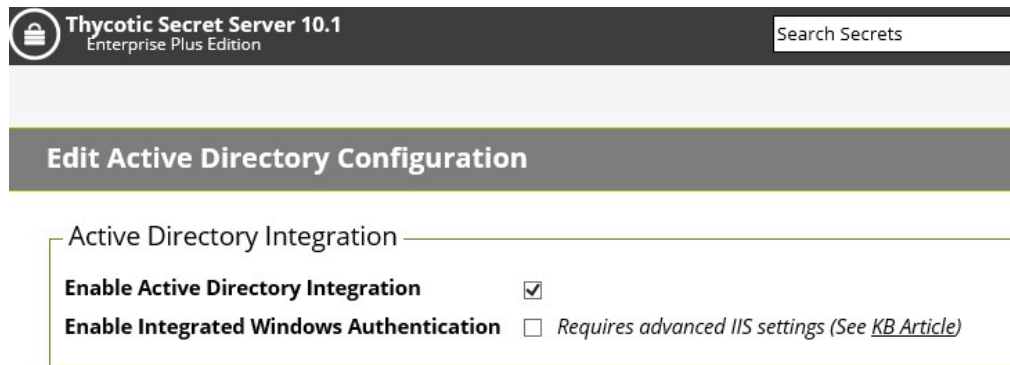 Thycotic Secret Server 10.1
Enterprise Plus Edition
Search Secrets
Edit Active Directory Configuration
Active Directory Integration
Enable Active Directory Integration
Enable Integrated Windows Authentication Requires advanced IIS settings (See KB Article)